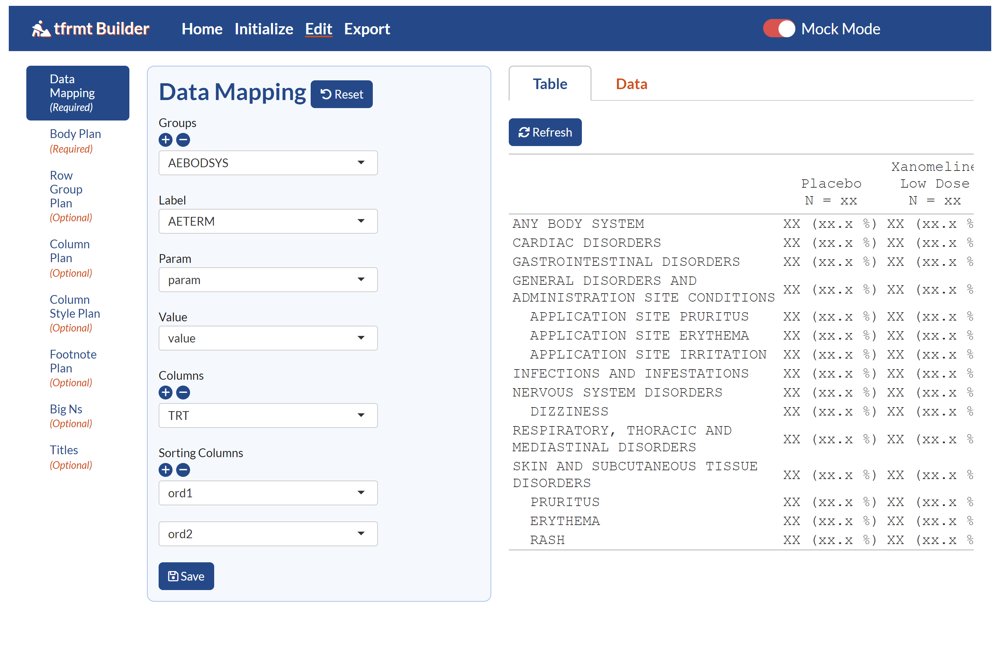 tfrmt Builder Home Initialize Edit Export Mock Mode
Data
Mapping
(Required)
Body Plan
(Required)
Row
Group
Plan
(Optional)
Column
Plan
(Optional)
Column
Style Plan
(Optional)
Footnote
Plan
(Optional)
Big Ns
(Optional)
Titles
(Optional)
Data Mapping Reset
Groups
AEBODSYS
Label
AETERM
Param
param
Value
value
Columns
TRT
Sorting Columns
ord1
ord2
Save
Table Data
Refresh
Xanomeline
Placebo Low Dose
N = xx N = xx
ANY BODY SYSTEM XX (xx.x %) XX (xx.x %
CARDIAC DISORDERS XX (xx.x %) XX (xx.x %
GASTROINTESTINAL DISORDERS XX (xx.x %) XX (xx.x %
GENERAL DISORDERS AND
ADMINISTRATION SITE CONDITIONS XX (xx.x %) XX (xx.x %
APPLICATION SITE PRURITUS XX (xx.x %) XX (xx.x %
APPLICATION SITE ERYTHEMA XX (xx.x %) XX (xx.x %
APPLICATION SITE IRRITATION XX (xx.x %) XX (xx.x %
INFECTIONS AND INFESTATIONS XX (xx.x %) XX (xx.x %
NERVOUS SYSTEM DISORDERS XX (xx.x %) XX (xx.x %
DIZZINESS XX (xx.x %) XX (xx.x %
RESPIRATORY, THORACIC AND
MEDIASTINAL DISORDERS XX (xx.x %) XX (xx.x %
SKIN AND SUBCUTANEOUS TISSUE
DISORDERS XX (xx.x %) XX (xx.x %
PRURITUS XX (xx.x %) XX (xx.x %
ERYTHEMA XX (xx.x %) XX (xx.x %
RASH XX (xx.x %) XX (xx.x %